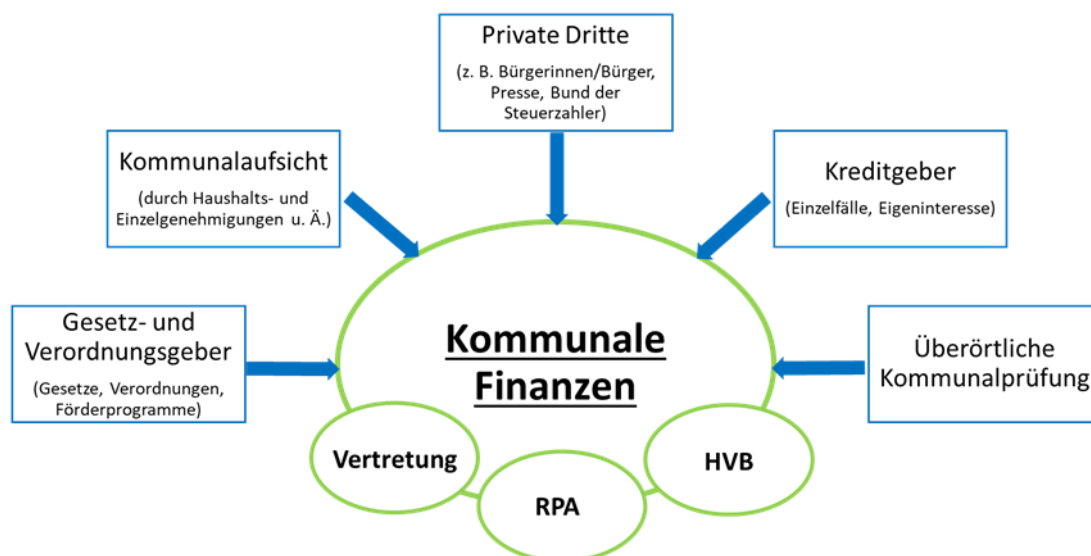 Private Dritte
(z. B. Bürgerinnen/Bürger,
Presse, Bund der
Steuerzahler)
Kommunalaufsicht
(durch Haushalts- und
Einzelgenehmigungen u. Ä.)
Kreditgeber
(Einzelfälle, Eigeninteresse)
Gesetz- und
Verordnungsgeber
(Gesetze, Verordnungen,
Förderprogramme)
Kommunale
Finanzen
Überörtliche
Kommunalprüfung
Vertretung
RPA
HVB